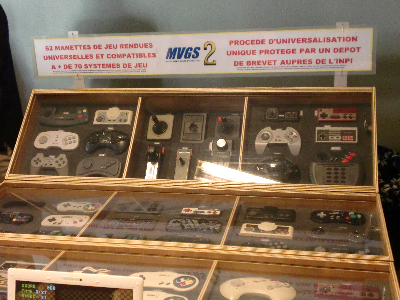 52 MANETTES DE JEU RENDUES
UNIVERSELLES ET COMPATIBLES
A + DE 70 SYSTEMES DE JEU
MVGS 2
PROCEDE D'UNIVERSALISATION
UNIQUE PROTEGE PAR UN DEPOT
DE BREVET AUPRES DE L'INPI